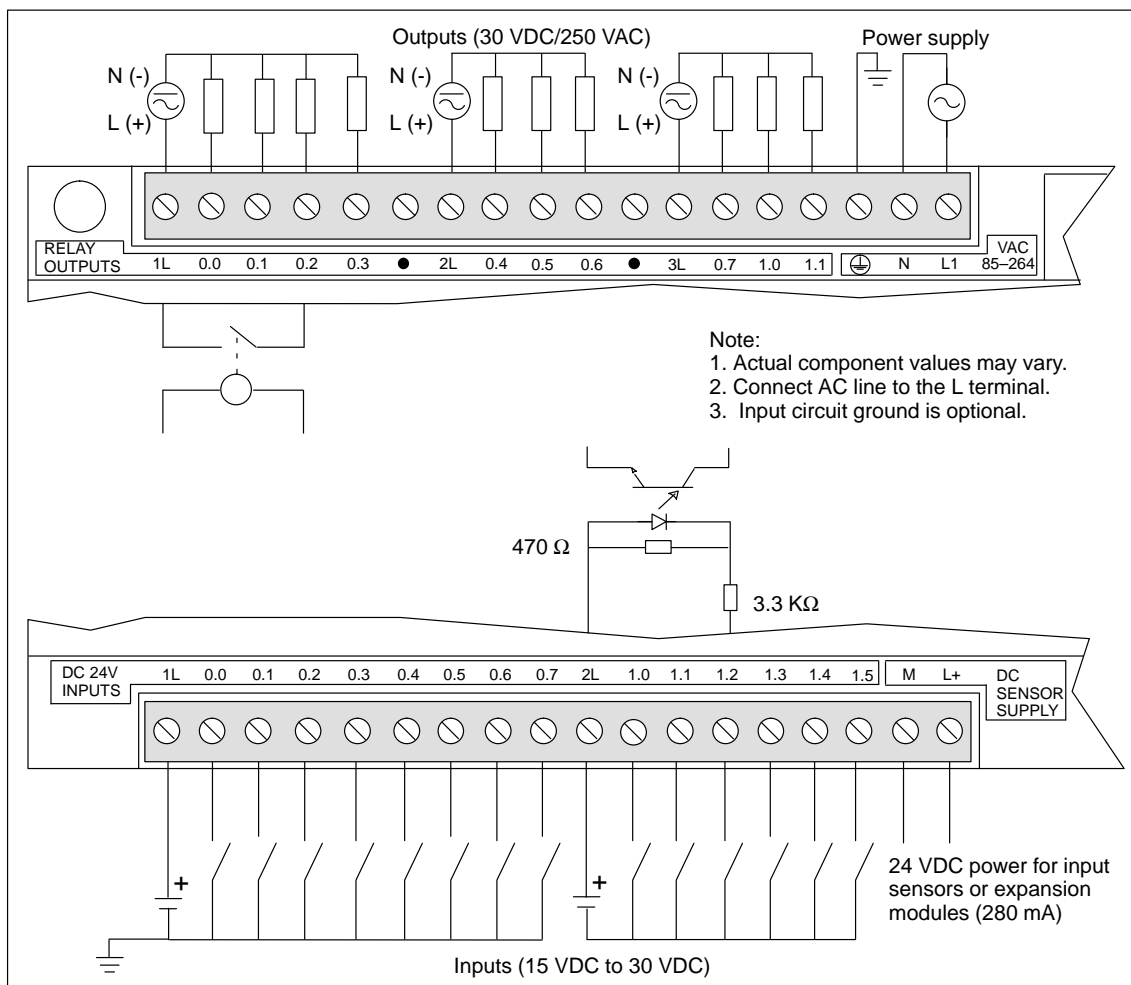 Outputs (30 VDC/250 VAC)
Power supply
N (-)
N (-)
N (-)
L (+)
L (+)
L (+)
RELAY
OUTPUTS
1L 0.0 0.1 0.2 0.3 ● 2L 0.4 0.5 0.6 ● 3L 0.7 1.0 1.1 N L1
VAC
85–264
Note:
1. Actual component values may vary.
2. Connect AC line to the L terminal.
3. Input circuit ground is optional.
470 Ω
3.3 KΩ
DC 24V
INPUTS
1L 0.0 0.1 0.2 0.3 0.4 0.5 0.6 0.7 2L 1.0 1.1 1.2 1.3 1.4 1.5 M L+
DC
SENSOR
SUPPLY
+
+
24 VDC power for input
sensors or expansion
modules (280 mA)
Inputs (15 VDC to 30 VDC)